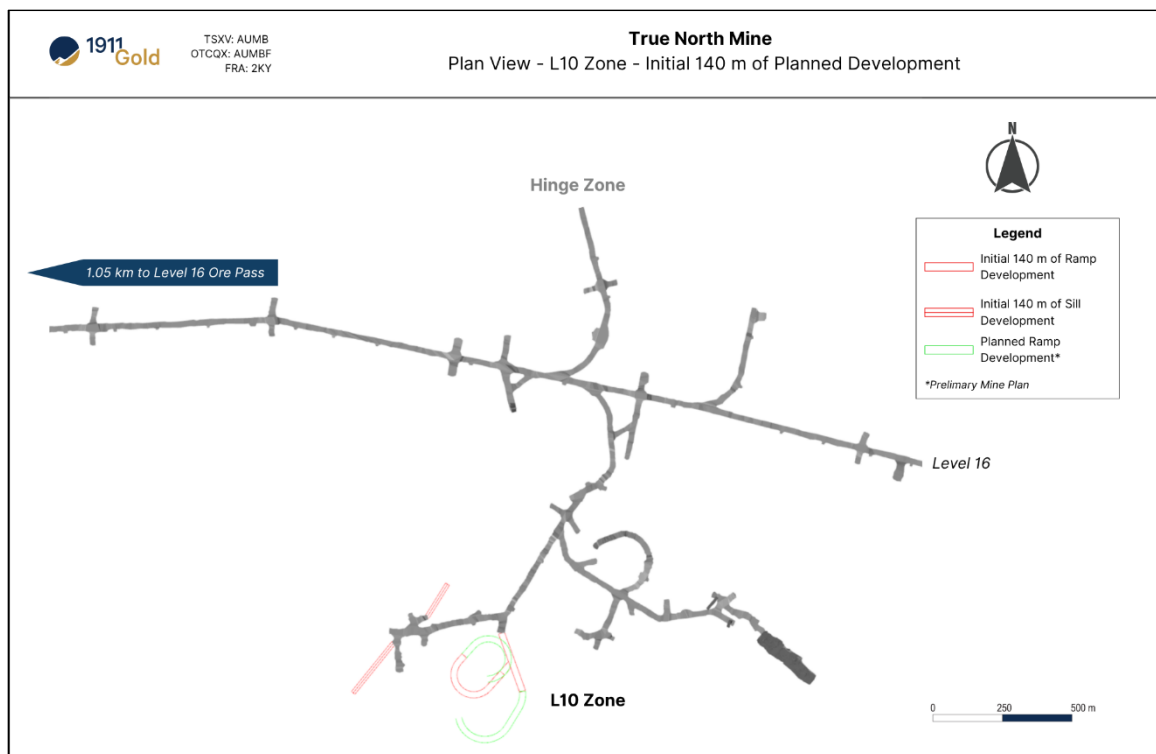 1911
Gold
TSXV: AUMB
OTCQX: AUMBF
FRA: 2KY
True North Mine
Plan View - L10 Zone - Initial 140 m of Planned Development
N
Hinge Zone
Legend
Initial 140 m of Ramp
Development
Initial 140 m of Sill
Development
Planned Ramp
Development*
*Prelimary Mine Plan
1.05 km to Level 16 Ore Pass
Level 16
L10 Zone
0 250 500 m